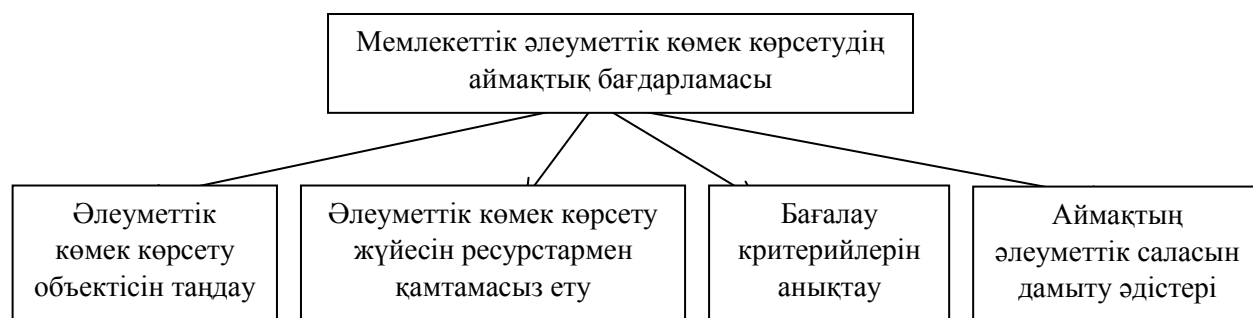 Мемлекеттік әлеуметтік көмек көрсетудің
аймақтық бағдарламасы
Әлеуметтік
көмек көрсету
объектісін таңдау
Әлеуметтік көмек көрсету
жүйесін ресурстармен
қамтамасыз ету
Бағалау
критерийлерін
анықтау
Аймақтың
әлеуметтік саласын
дамыту әдістері